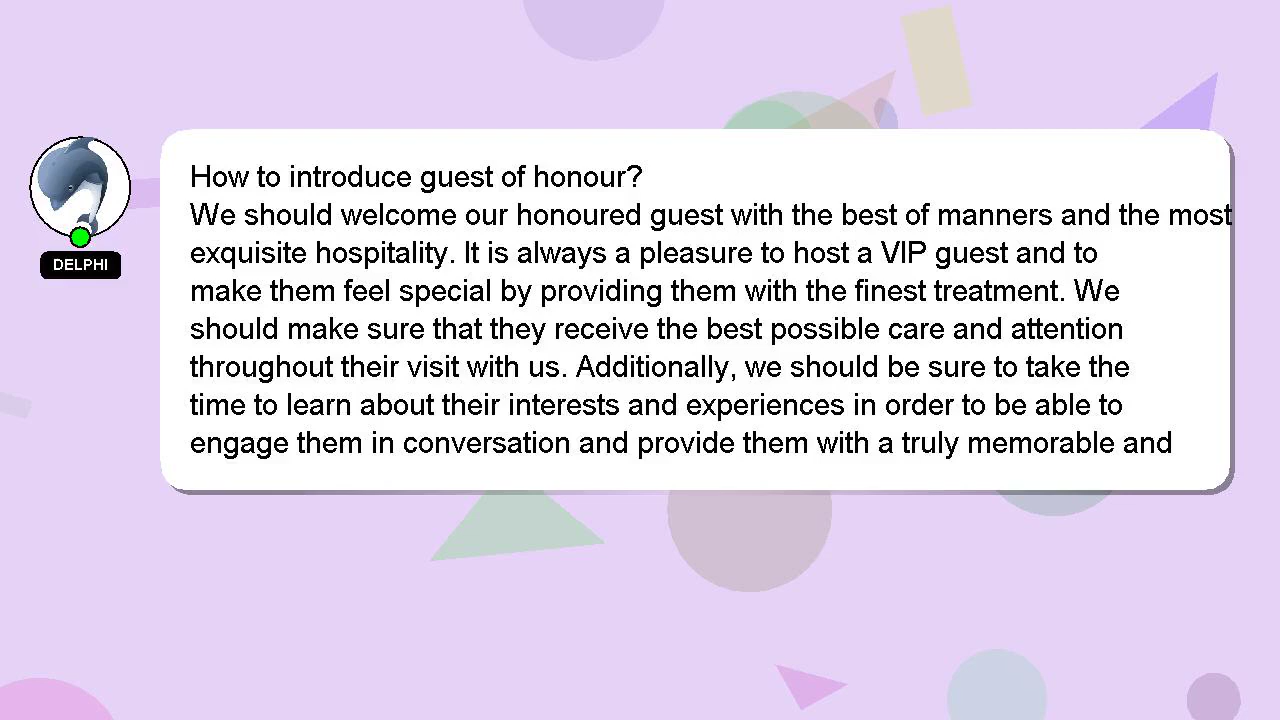 How to introduce guest of honour?
We should welcome our honoured guest with the best of manners and the most
exquisite hospitality. It is always a pleasure to host a VIP guest and to
make them feel special by providing them with the finest treatment. We
should make sure that they receive the best possible care and attention
throughout their visit with us. Additionally, we should be sure to take the
time to learn about their interests and experiences in order to be able to
engage them in conversation and provide them with a truly memorable and
DELPHI